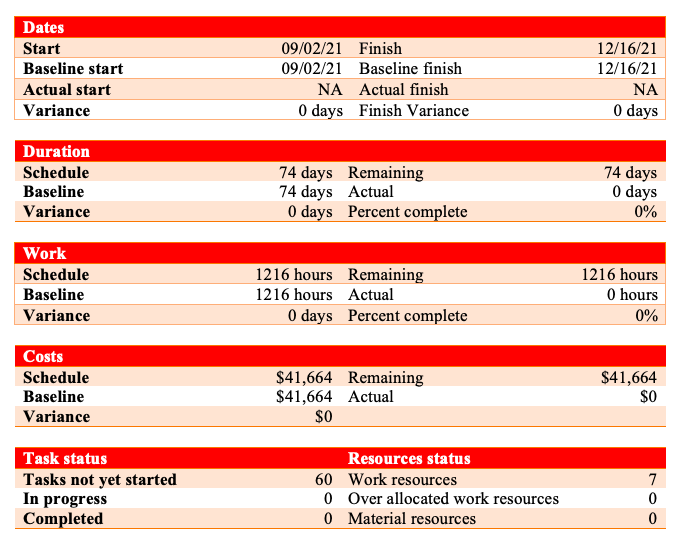 Dates
Start 09/02/21 Finish 12/16/21
Baseline start 09/02/21 Baseline finish 12/16/21
Actual start NA Actual finish NA
Variance 0 days Finish Variance 0 days
Duration
Schedule 74 days Remaining 74 days
Baseline 74 days Actual 0 days
Variance 0 days Percent complete 0%
Work
Schedule 1216 hours Remaining 1216 hours
Baseline 1216 hours Actual 0 hours
Variance 0 days Percent complete 0%
Costs
Schedule $41,664 Remaining $41,664
Baseline $41,664 Actual $0
Variance $0
Task status Resources status
Tasks not yet started 60 Work resources 7
In progress 0 Over allocated work resources 0
Completed 0 Material resources 0